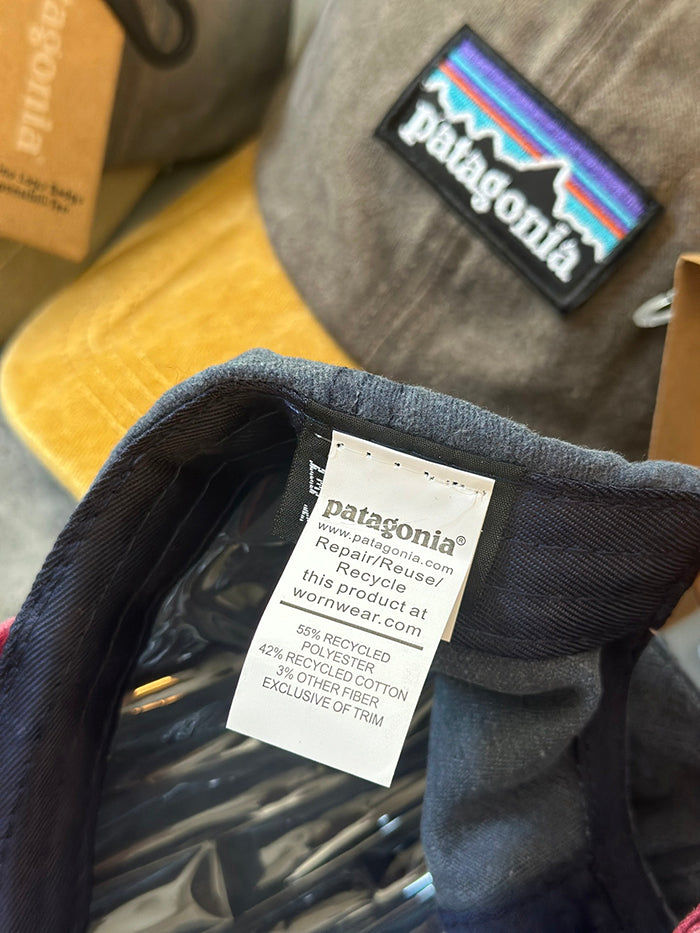 patagonia
patagonia
patagonia®
www.patagonia.com
Repair/Reuse/
Recycle
this product at
wornwear.com
55% RECYCLED
POLYESTER
42% RECYCLED COTTON
3% OTHER FIBER
EXCLUSIVE OF TRIM